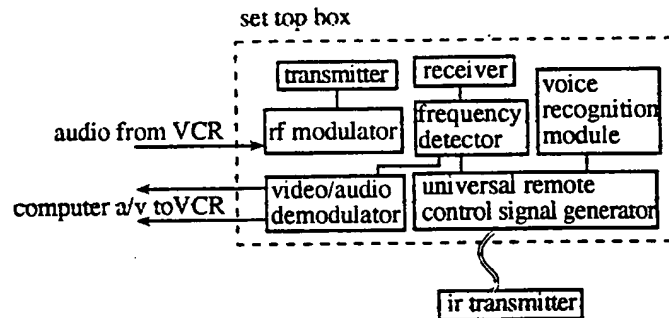 set top box
transmitter
receiver
voice
recognition
module
audio from VCR
rf modulator
frequency
detector
computer a/v toVCR
video/audio
demodulator
universal remote
control signal generator
ir transmitter